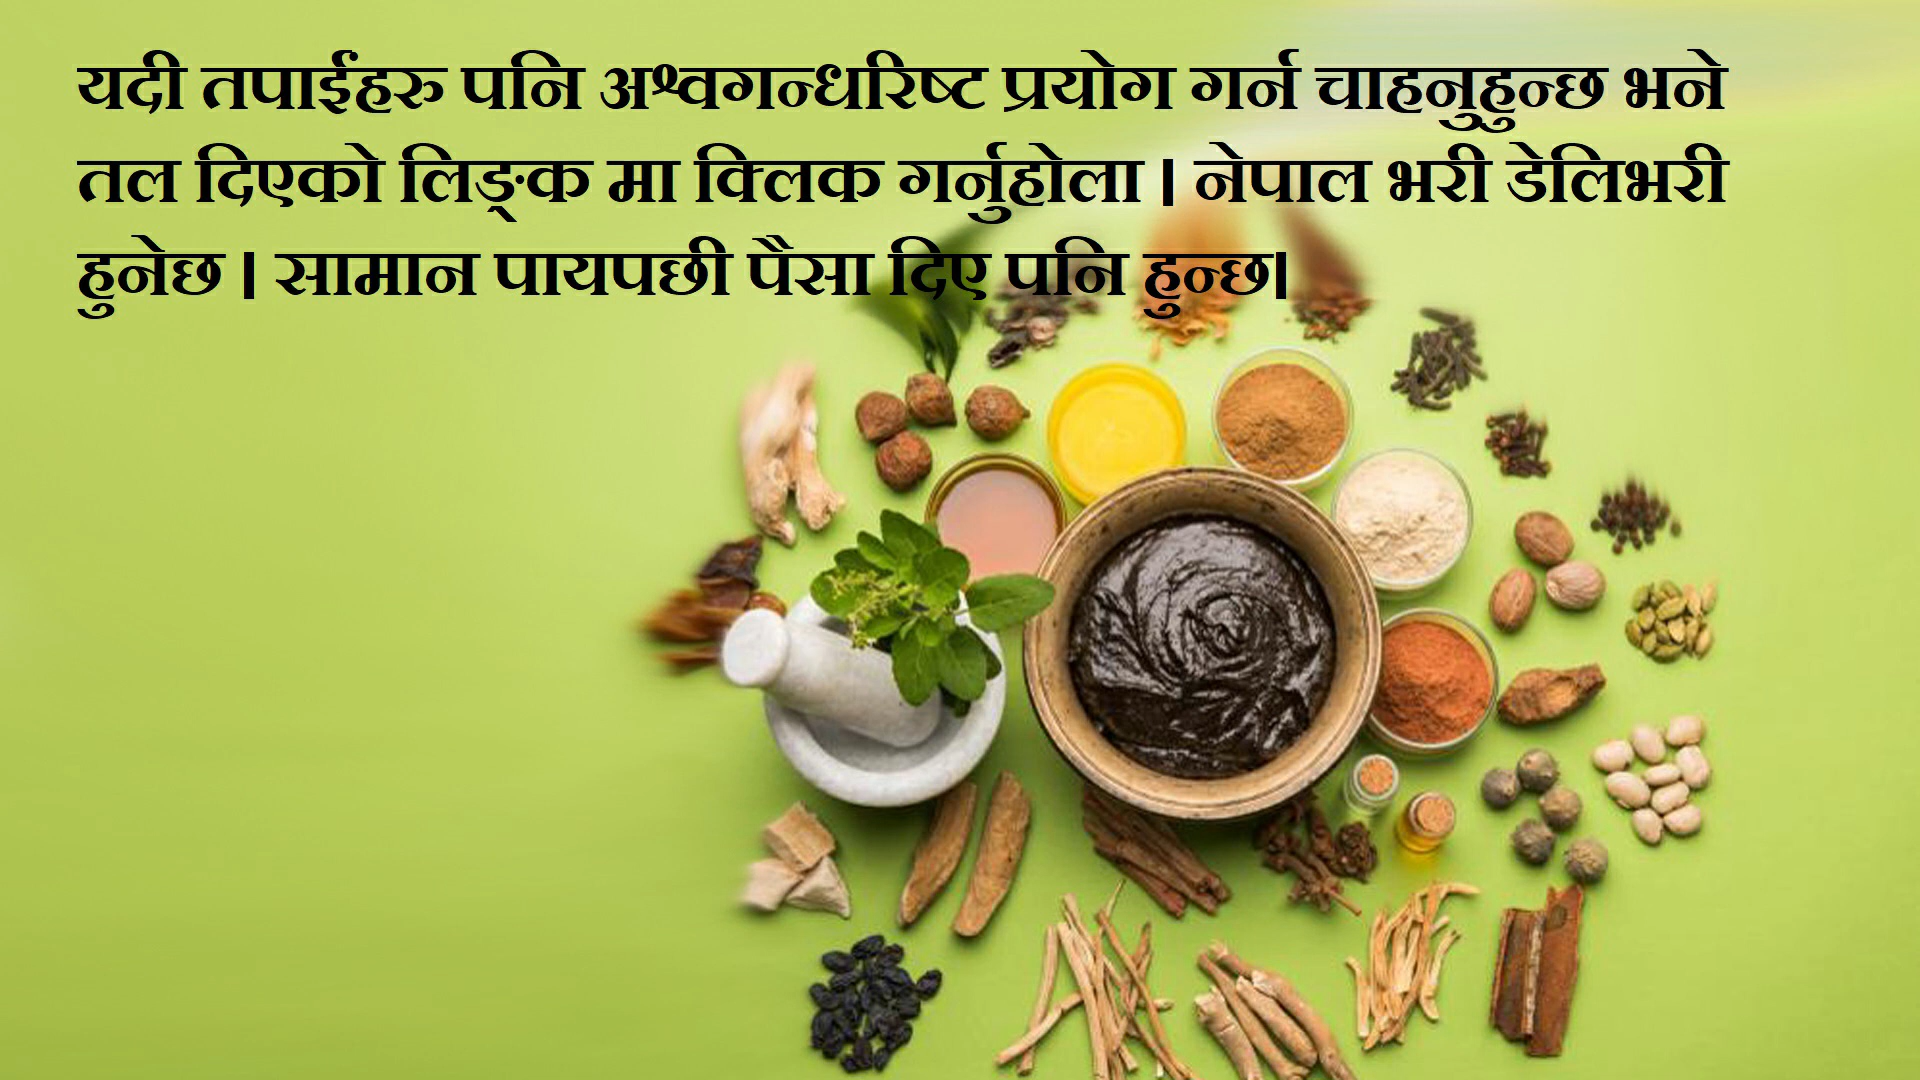 यदी तपाईंहरु पनि अश्वगन्धरिष्ट प्रयोग गर्न चाहनुहुन्छ भने
तल दिएको लिङ्क मा क्लिक गर्नुहोला । नेपाल भरी डेलिभरी
हुनेछ । सामान पायपछी पैसा दिए पनि हुन्छ।